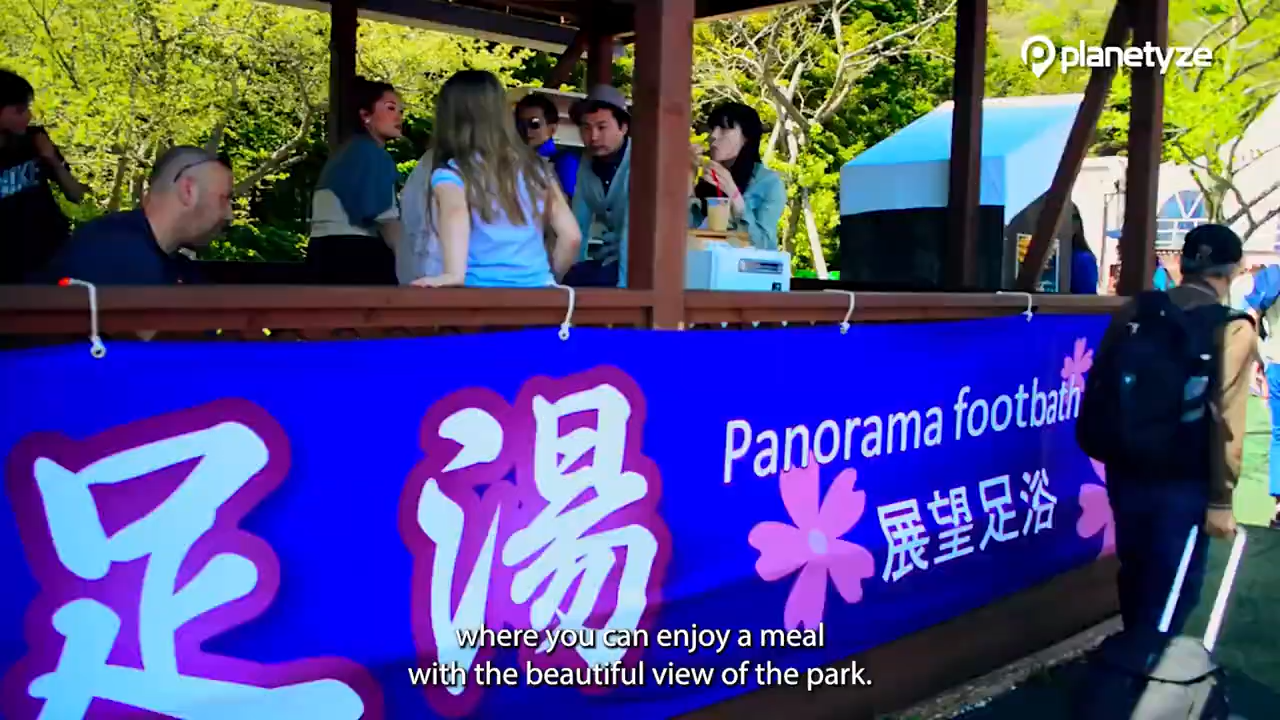 planetyze
NIKE
足湯
Panorama footbath
展望足浴
where you can enjoy a meal
with the beautiful view of the park.